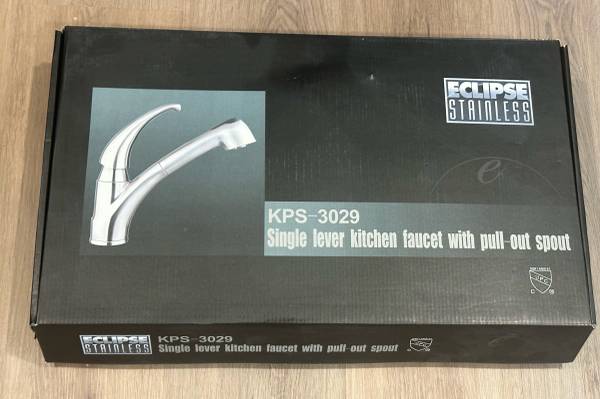 ECLIPSE
STAINLESS
e
KPS-3029
Single lever kitchen faucet with pull-out spout
UPC
C
ECLIPSE
STAINLESS
KPS-3029
Single lever kitchen faucet with pull-out spout